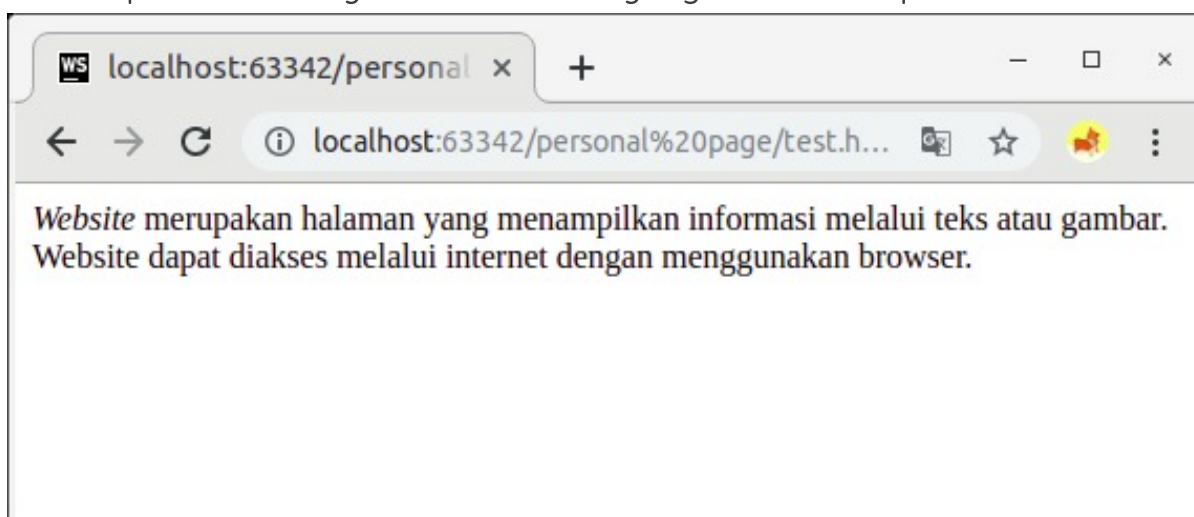 WS localhost:63342/personal
localhost:63342/personal%20page/test.h...
Website merupakan halaman yang menampilkan informasi melalui teks atau gambar.
Website dapat diakses melalui internet dengan menggunakan browser.